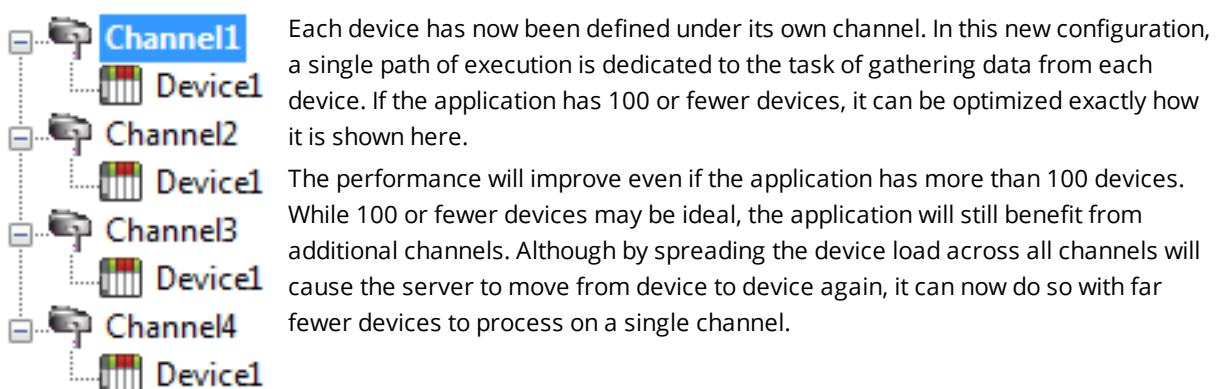 Channel1
Device1
Channel2
Device1
Channel3
Device1
Channel4
Device1
Each device has now been defined under its own channel. In this new configuration,
a single path of execution is dedicated to the task of gathering data from each
device. If the application has 100 or fewer devices, it can be optimized exactly how
it is shown here.
The performance will improve even if the application has more than 100 devices.
While 100 or fewer devices may be ideal, the application will still benefit from
additional channels. Although by spreading the device load across all channels will
cause the server to move from device to device again, it can now do so with far
fewer devices to process on a single channel.